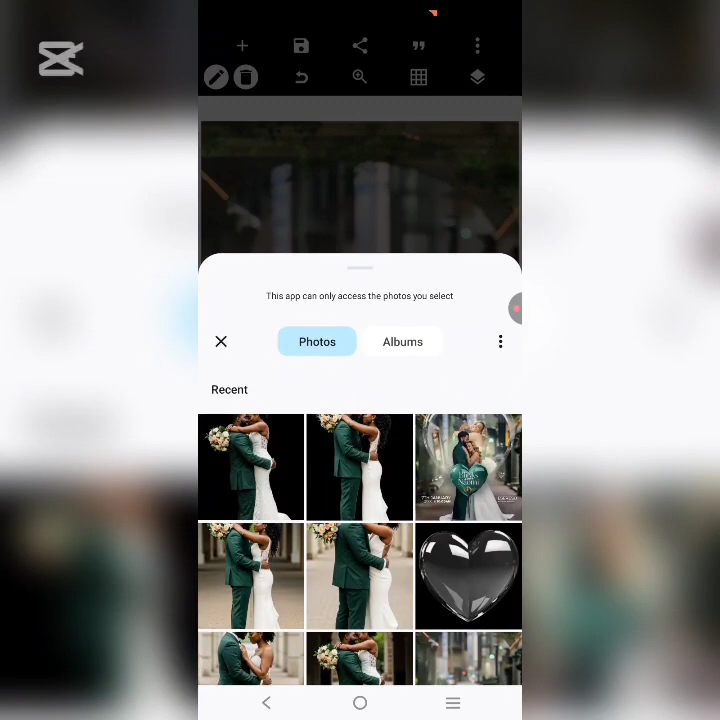 This app can only access the photos you select
Photos
Albums
Recent